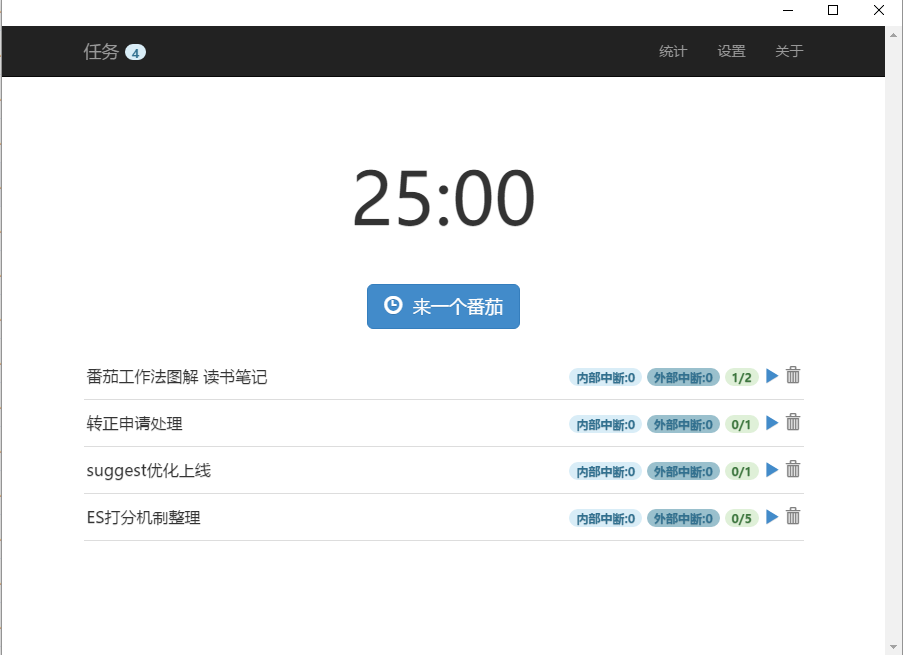 任务 4 统计 设置 关于
25:00
来一个番茄
番茄工作法图解 读书笔记 内部中断:0 外部中断:0 1/2
转正申请处理 内部中断:0 外部中断:0 0/1
suggest优化上线 内部中断:0 外部中断:0 0/1
ES打分机制整理 内部中断:0 外部中断:0 0/5